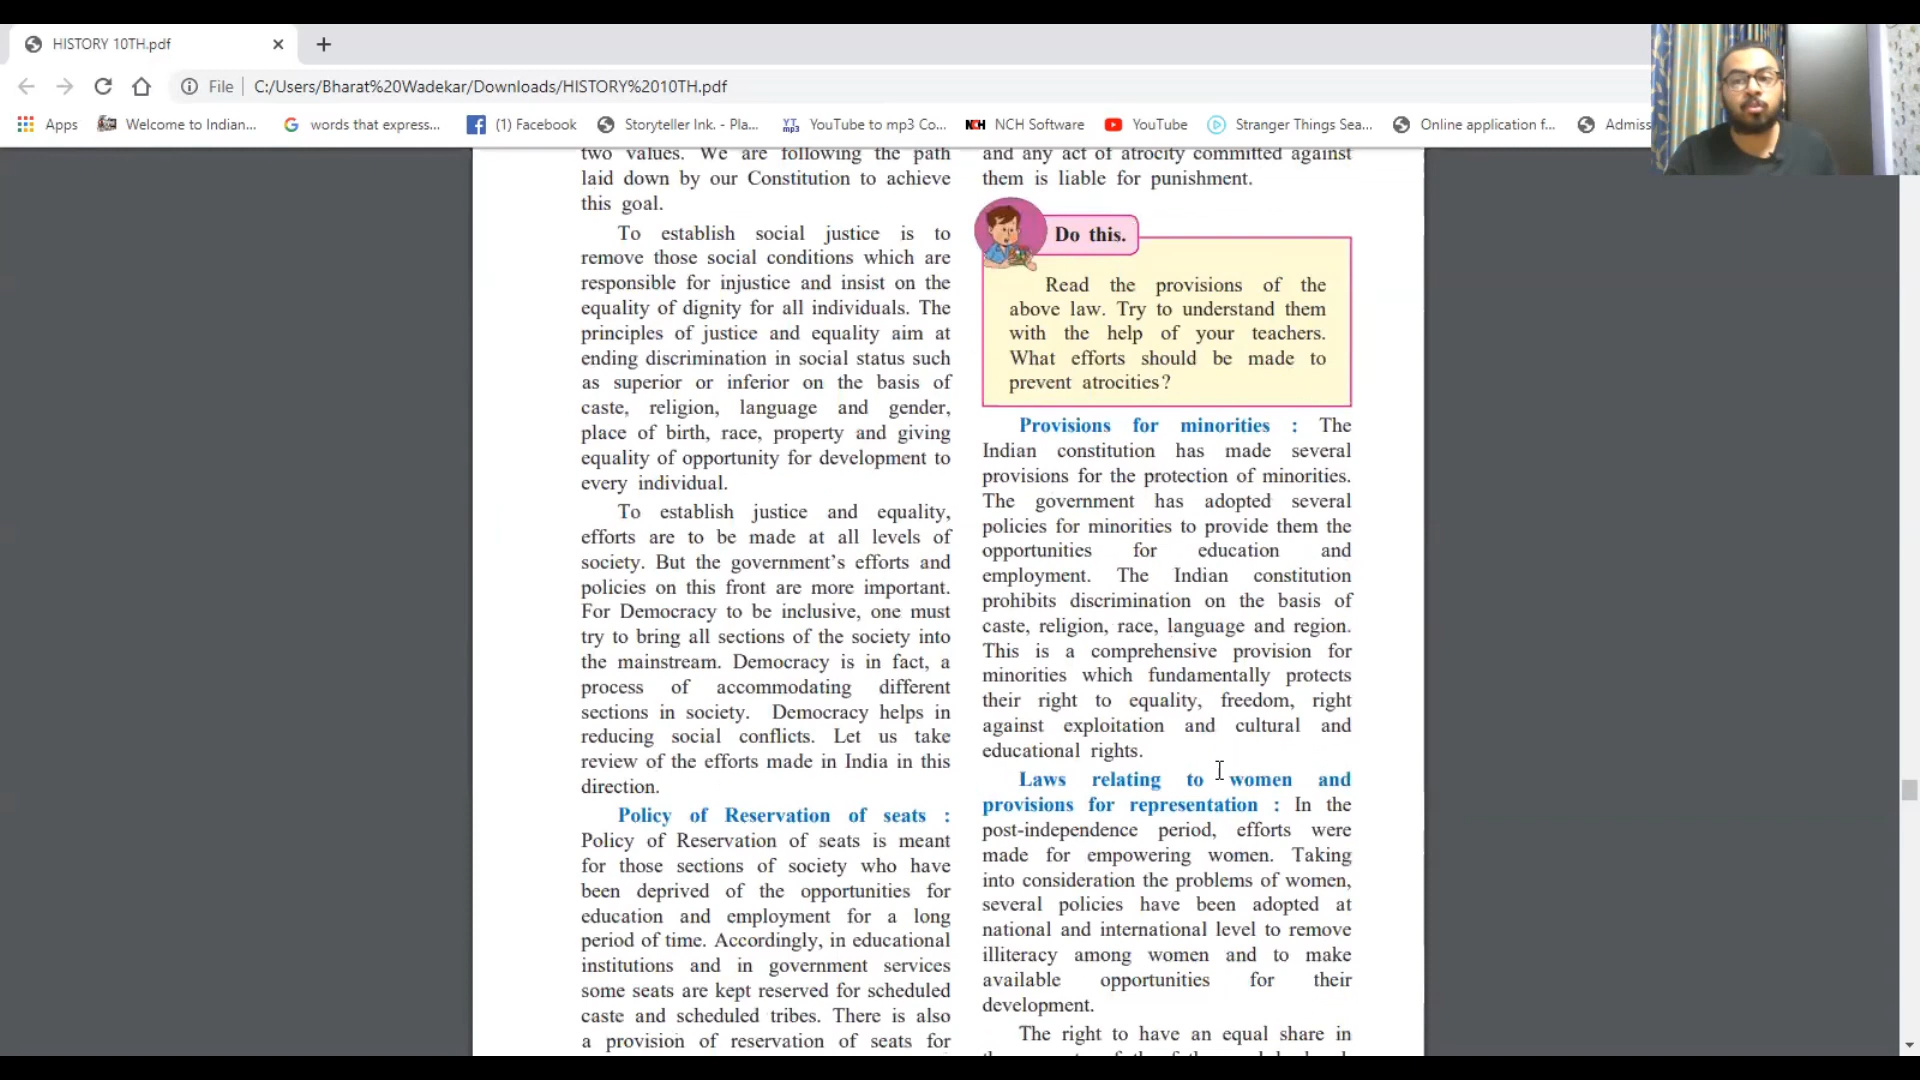 HISTORY 10TH.pdf
File
C:/Users/Bharat%20Wadekar/Downloads/HISTORY%2010TH.pdf
Apps
Welcome to Indian...
words that express...
(1) Facebook
Storyteller Ink. - Pla...
YouTube to mp3 Co...
NCH Software
YouTube
Stranger Things Sea...
Online application f...
Admiss
two values. We are following the path
laid down by our Constitution to achieve
this goal.
To establish social justice is to
remove those social conditions which are
responsible for injustice and insist on the
equality of dignity for all individuals. The
principles of justice and equality aim at
ending discrimination in social status such
as superior or inferior on the basis of
caste, religion, language and gender,
place of birth, race, property and giving
equality of opportunity for development to
every individual.
To establish justice and equality,
efforts are to be made at all levels of
society. But the government's efforts and
policies on this front are more important.
For Democracy to be inclusive, one must
try to bring all sections of the society into
the mainstream. Democracy is in fact, a
process of accommodating different
sections in society. Democracy helps in
reducing social conflicts. Let us take
review of the efforts made in India in this
direction.
Policy of Reservation of seats :
Policy of Reservation of seats is meant
for those sections of society who have
been deprived of the opportunities for
education and employment for a long
period of time. Accordingly, in educational
institutions and in government services
some seats are kept reserved for scheduled
caste and scheduled tribes. There is also
a provision of reservation of seats for
and any act of atrocity committed against
them is liable for punishment.
Do this.
Read the provisions of the
above law. Try to understand them
with the help of your teachers.
What efforts should be made to
prevent atrocities?
Provisions for minorities : The
Indian constitution has made several
provisions for the protection of minorities.
The government has adopted several
policies for minorities to provide them the
opportunities for education and
employment. The Indian constitution
prohibits discrimination on the basis of
caste, religion, race, language and region.
This is a comprehensive provision for
minorities which fundamentally protects
their right to equality, freedom, right
against exploitation and cultural and
educational rights.
Laws relating to women and
provisions for representation : In the
post-independence period, efforts were
made for empowering women. Taking
into consideration the problems of women,
several policies have been adopted at
national and international level to remove
illiteracy among women and to make
available opportunities for their
development.
The right to have an equal share in